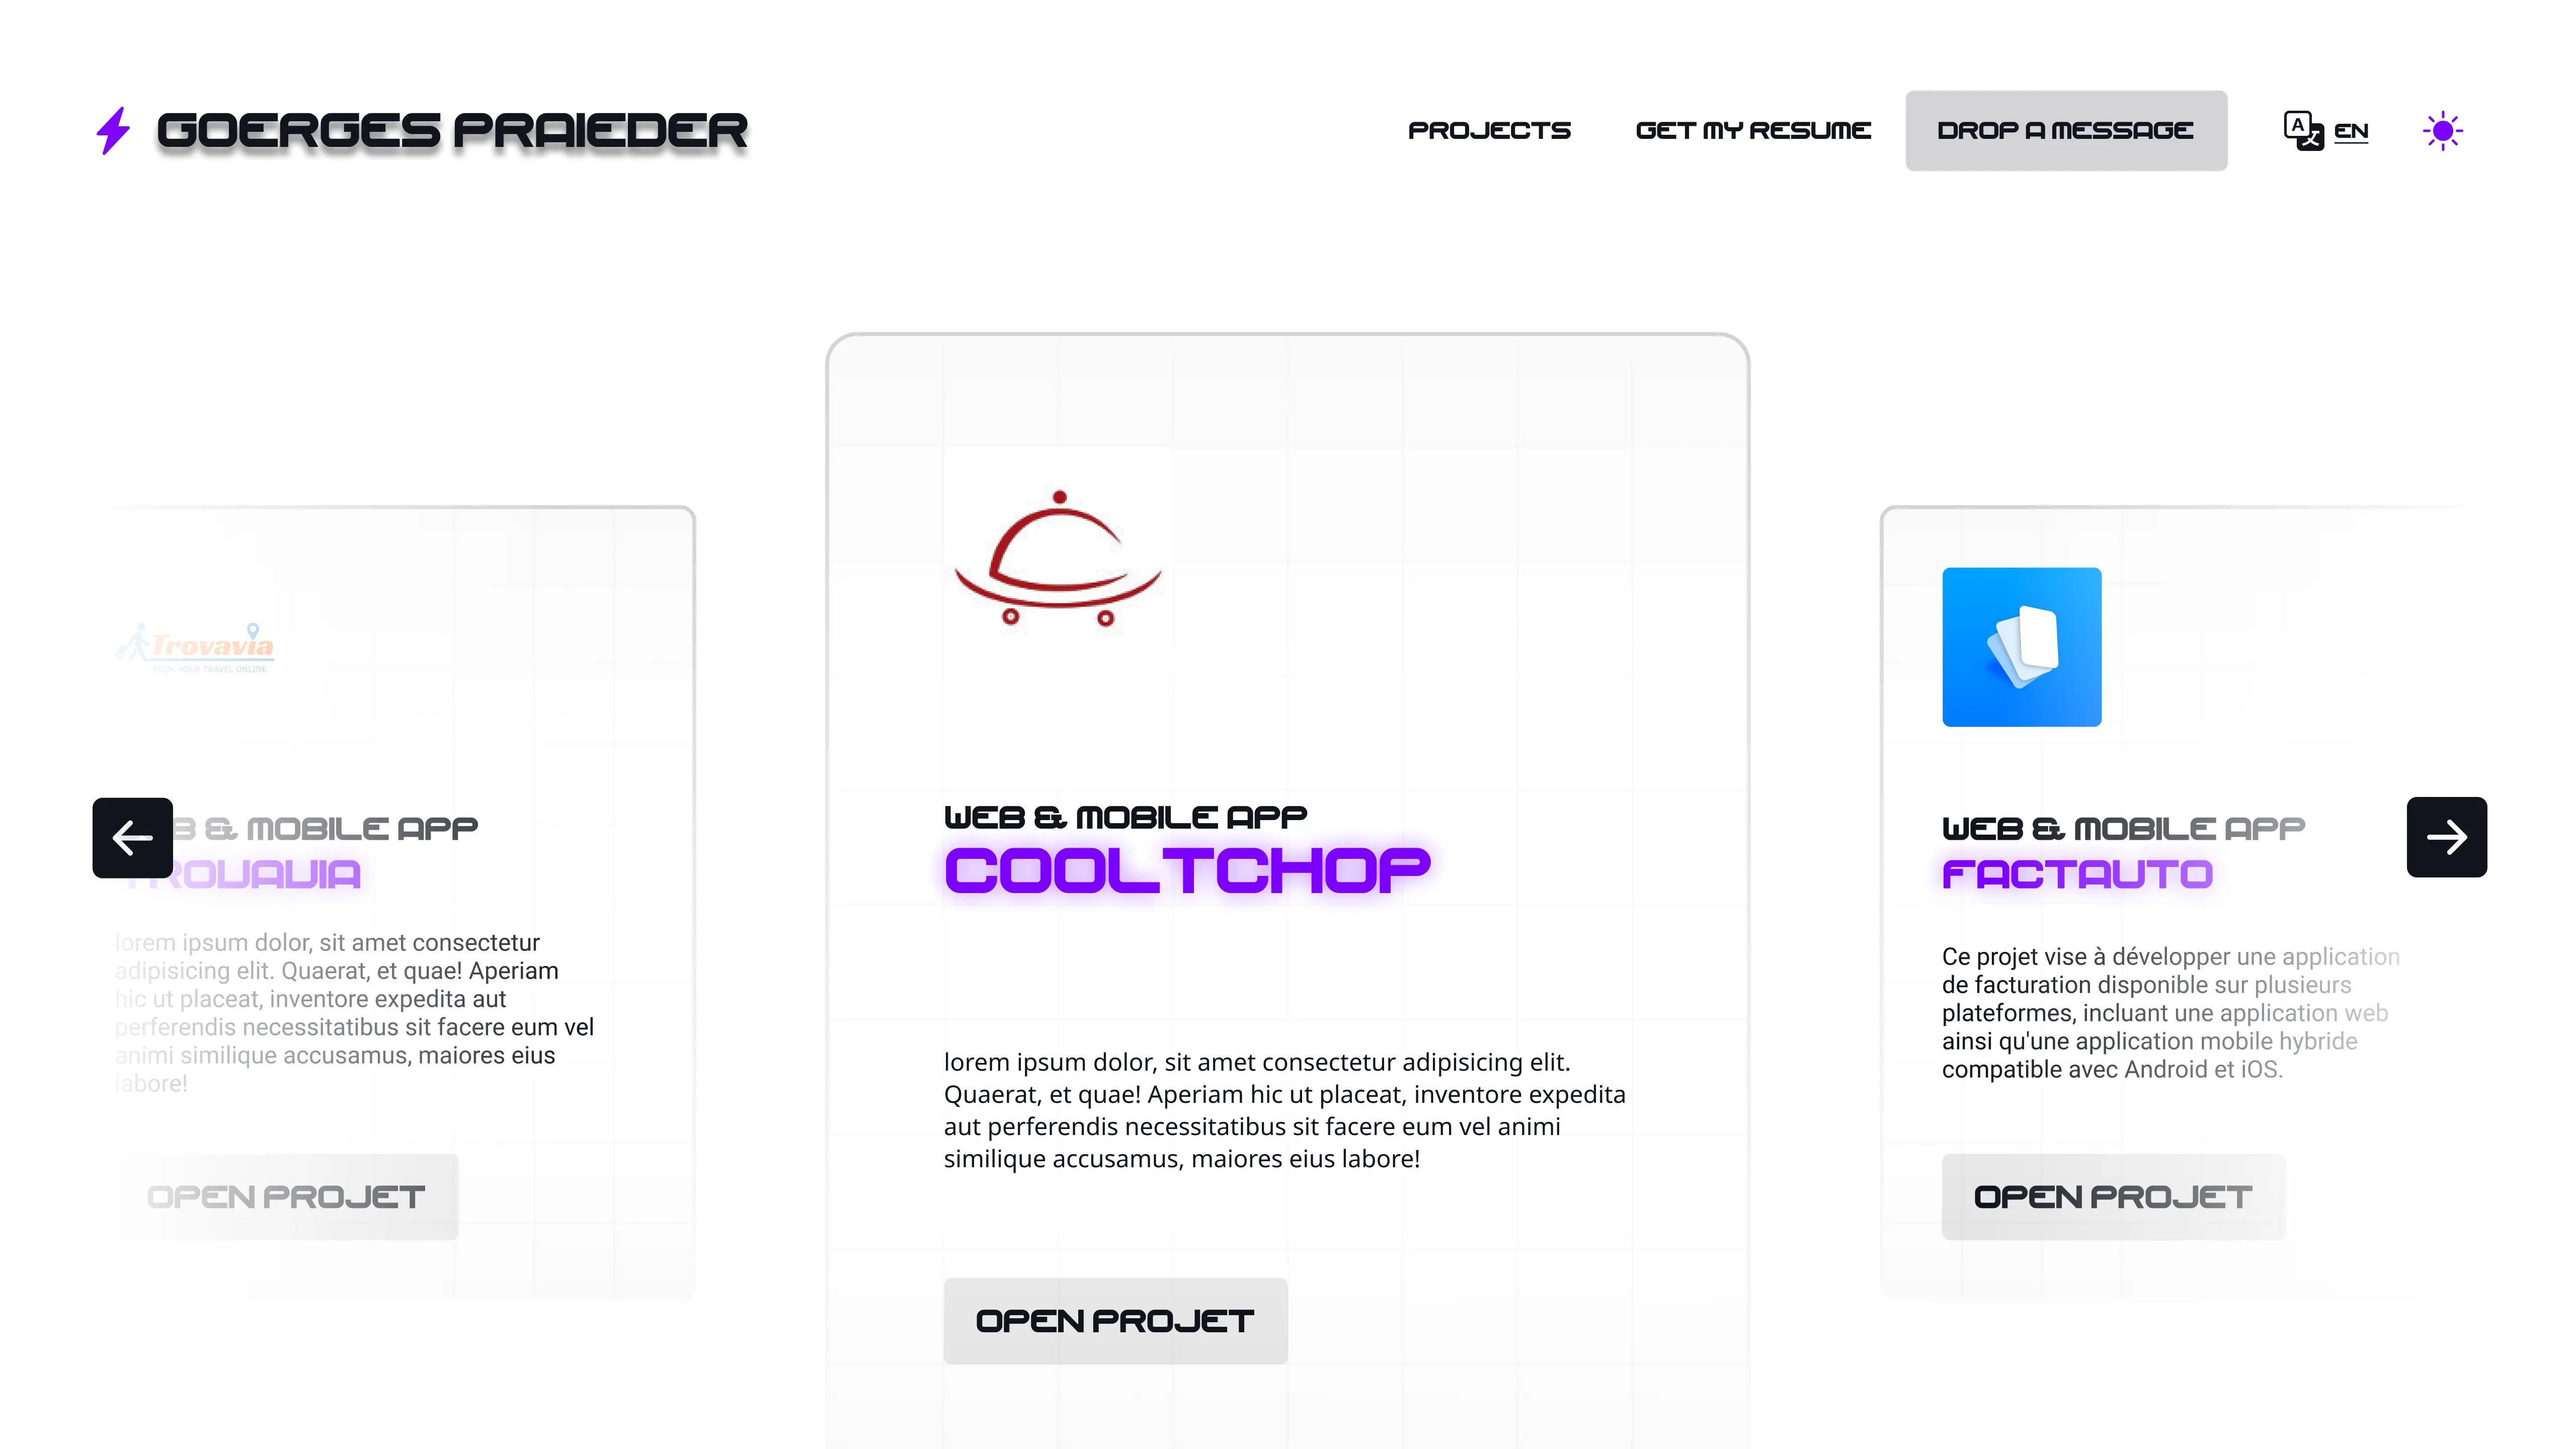 GOERGES PRAIEDER
PROJECTS
GET MY RESUME
DROP A MESSAGE
A
文
EN
Trovavia
BOOK YOUR TRAVEL ONLINE
B & MOBILE APP
TROVAVIA
lorem ipsum dolor, sit amet consectetur
adipisicing elit. Quaerat, et quae! Aperiam
hic ut placeat, inventore expedita aut
perferendis necessitatibus sit facere eum vel
animi similique accusamus, maiores eius
labore!
OPEN PROJET
WEB & MOBILE APP
COOLTCHOP
lorem ipsum dolor, sit amet consectetur adipisicing elit.
Quaerat, et quae! Aperiam hic ut placeat, inventore expedita
aut perferendis necessitatibus sit facere eum vel animi
similique accusamus, maiores eius labore!
OPEN PROJET
WEB & MOBILE APP
FACTAUTO
Ce projet vise à développer une application
de facturation disponible sur plusieurs
plateformes, incluant une application web
ainsi qu'une application mobile hybride
compatible avec Android et iOS.
OPEN PROJET